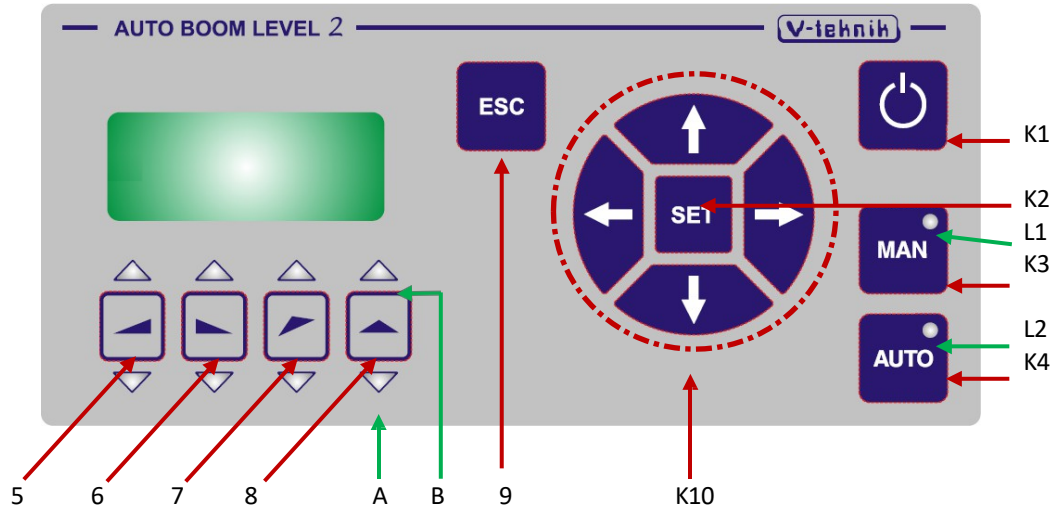 AUTO BOOM LEVEL 2
V-teknik
ESC
SET
MAN
AUTO
K1
K2
L1
K3
L2
K4
5 6 7 8 A B 9 K10